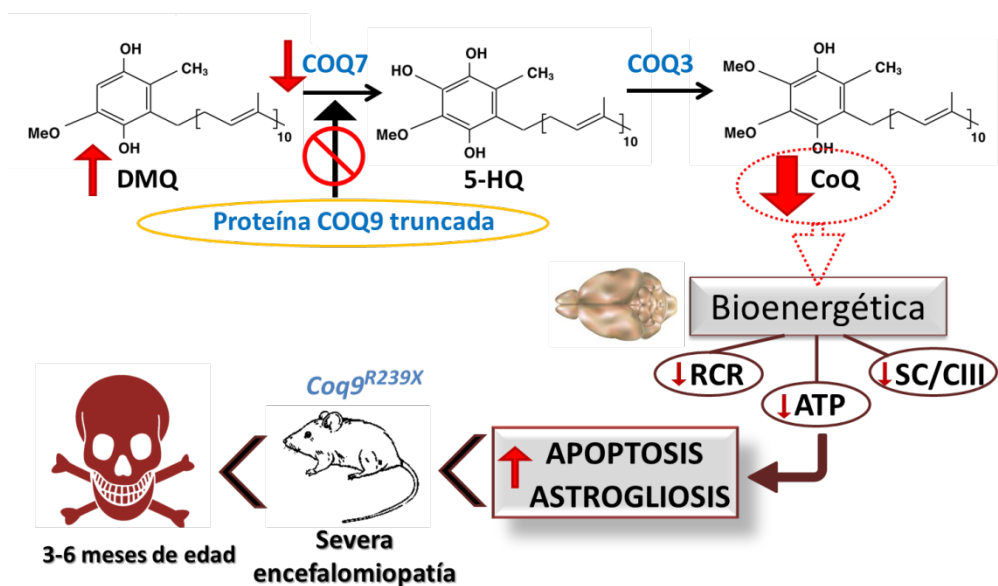 OH
CH3
MeO
OH
10
DMQ
COQ7
OH
HO
CH3
MeO
OH
10
5-HQ
COQ3
OH
MeO
CH3
MeO
OH
10
CoQ
Proteína COQ9 truncada
Bioenergética
↓RCR
↓ATP
↓SC/CIII
Coq9R239X
APOPTOSIS
ASTROGLIOSIS
Severa
encefalomiopatía
3-6 meses de edad